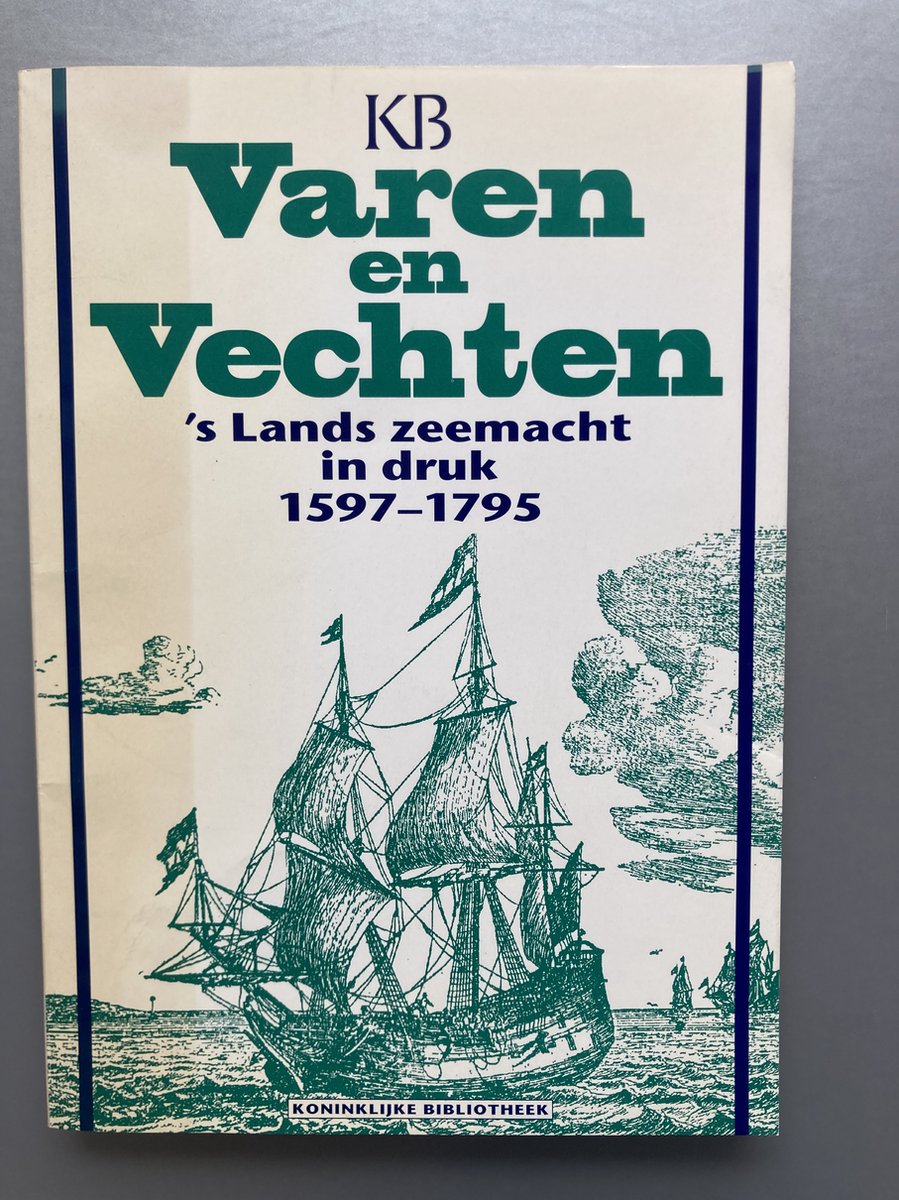 KB
Varen
en
Vechten
's Lands zeemacht
in druk
1597–1795
KONINKLIJKE BIBLIOTHEEK